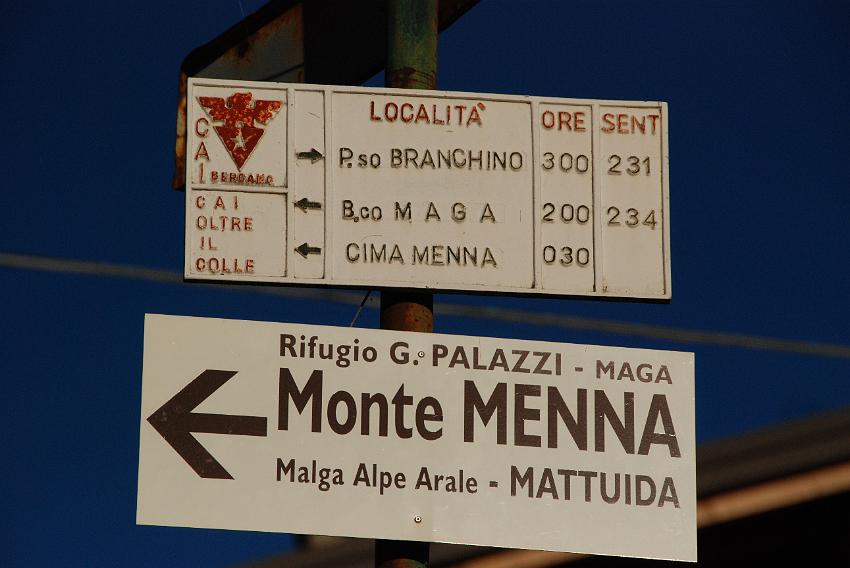 LOCALITÀ ORE SENT
CAI BERGAMO
P.so BRANCHINO 300 231
CAI OLTRE IL COLLE
B.co MAGA 200 234
CIMA MENNA 030
Rifugio G. PALAZZI - MAGA
Monte MENNA
Malga Alpe Arale - MATTUIDA